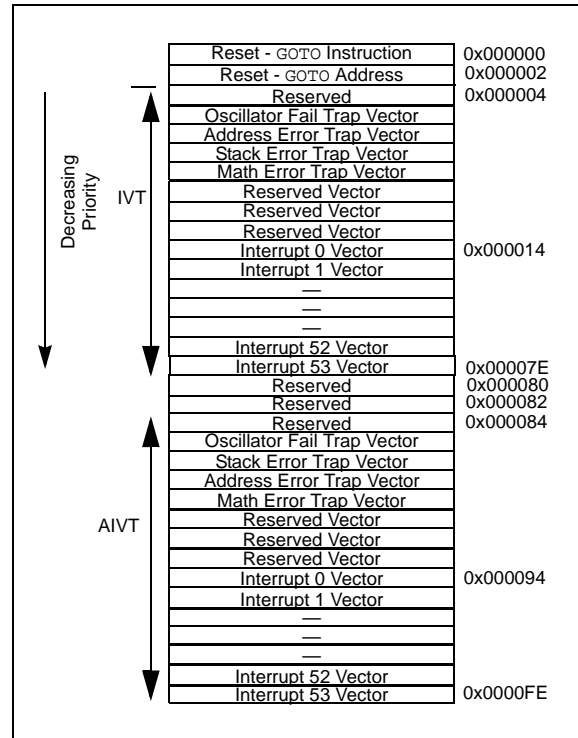 Reset - GOTO Instruction 0x000000
Reset - GOTO Address 0x000002
Reserved 0x000004
Oscillator Fail Trap Vector
Address Error Trap Vector
Stack Error Trap Vector
Math Error Trap Vector
Reserved Vector
Reserved Vector
Reserved Vector
Interrupt 0 Vector 0x000014
Interrupt 1 Vector
—
—
—
Interrupt 52 Vector
Interrupt 53 Vector 0x00007E
Reserved 0x000080
Reserved 0x000082
Reserved 0x000084
Oscillator Fail Trap Vector
Stack Error Trap Vector
Address Error Trap Vector
Math Error Trap Vector
Reserved Vector
Reserved Vector
Reserved Vector
Interrupt 0 Vector 0x000094
Interrupt 1 Vector
—
—
—
Interrupt 52 Vector
Interrupt 53 Vector 0x0000FE
Decreasing
Priority
IVT
AIVT